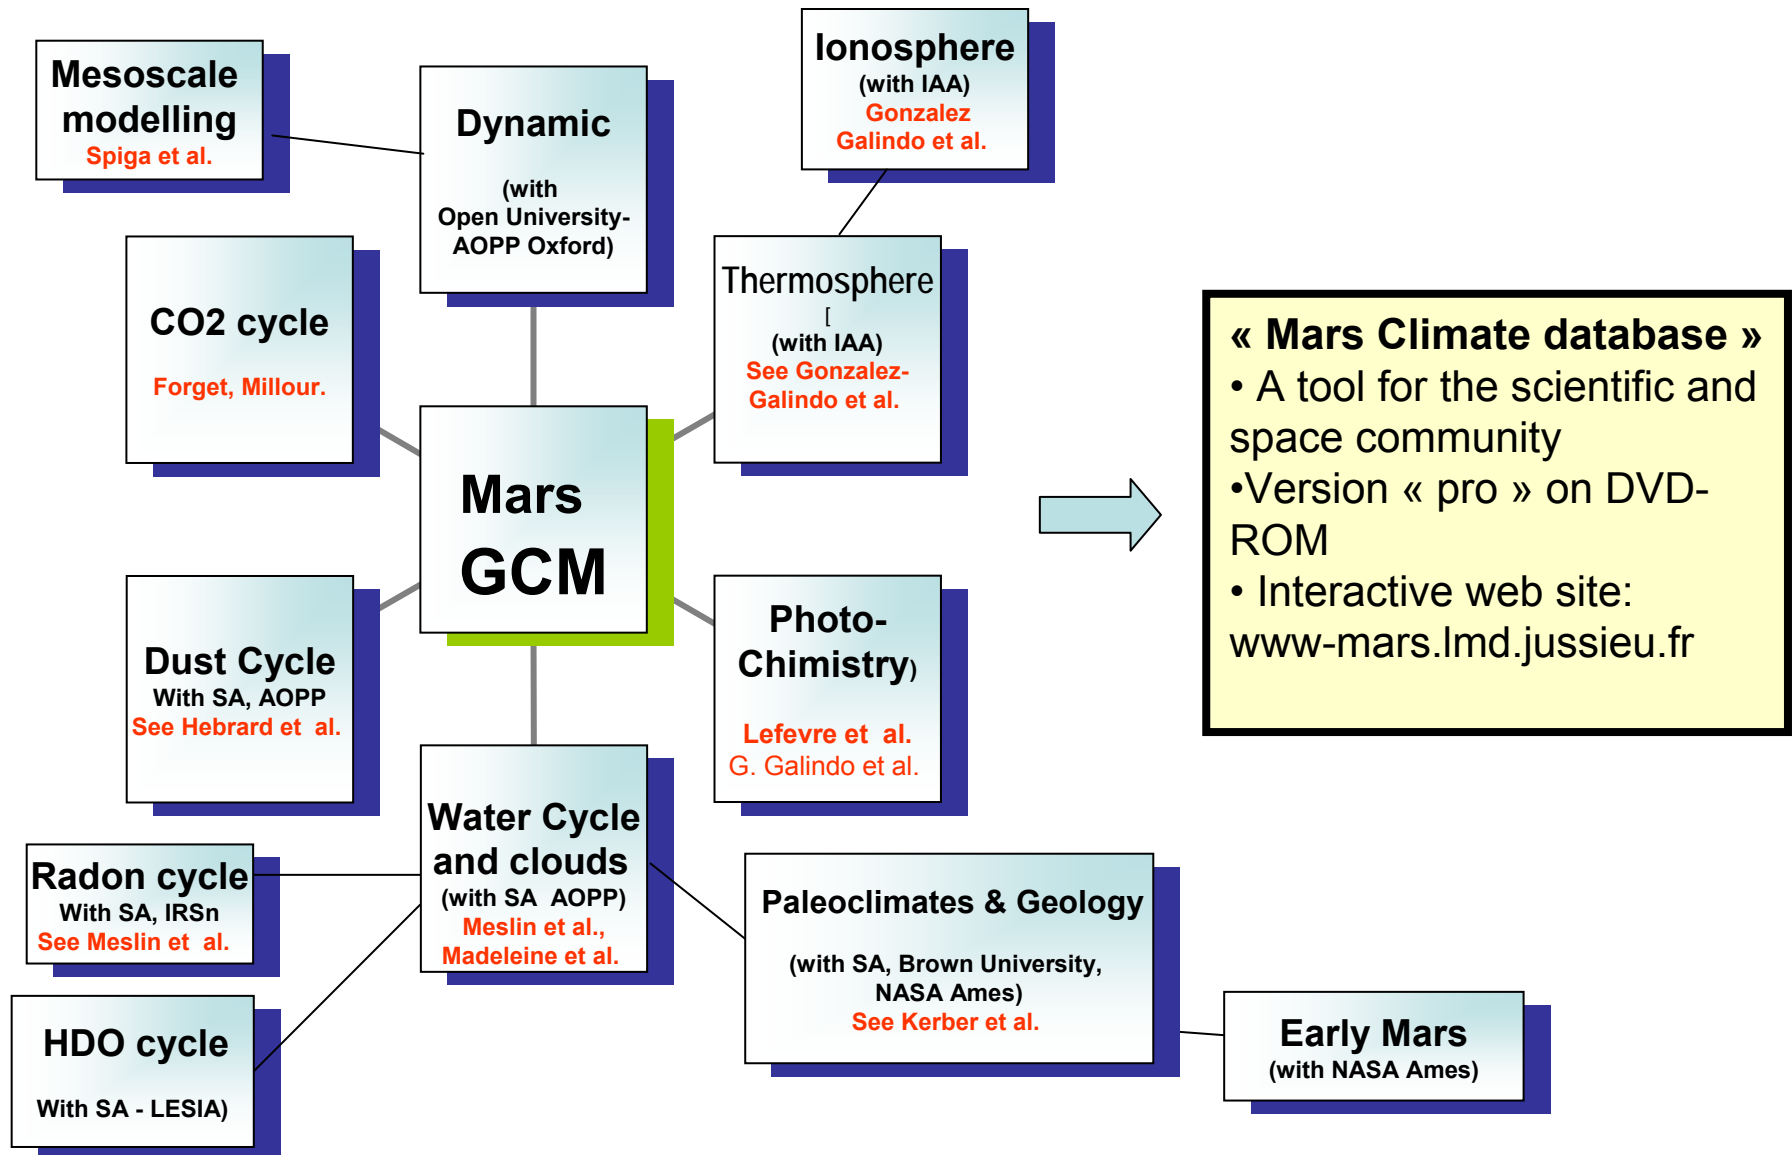 Mesoscale
modelling
Spiga et al.
Dynamic
(with
Open University-
AOPP Oxford)
Ionosphere
(with IAA)
Gonzalez
Galindo et al.
CO2 cycle
Forget, Millour.
Thermosphere
[
(with IAA)
See Gonzalez-
Galindo et al.
Mars
GCM
« Mars Climate database »
• A tool for the scientific and
space community
•Version « pro » on DVD-
ROM
• Interactive web site:
www-mars.lmd.jussieu.fr
Dust Cycle
With SA, AOPP
See Hebrard et al.
Photo-
Chimistry)
Lefevre et al.
G. Galindo et al.
Water Cycle
and clouds
(with SA AOPP)
Meslin et al.,
Madeleine et al.
Radon cycle
With SA, IRSn
See Meslin et al.
Paleoclimates & Geology
(with SA, Brown University,
NASA Ames)
See Kerber et al.
HDO cycle
With SA - LESIA)
Early Mars
(with NASA Ames)